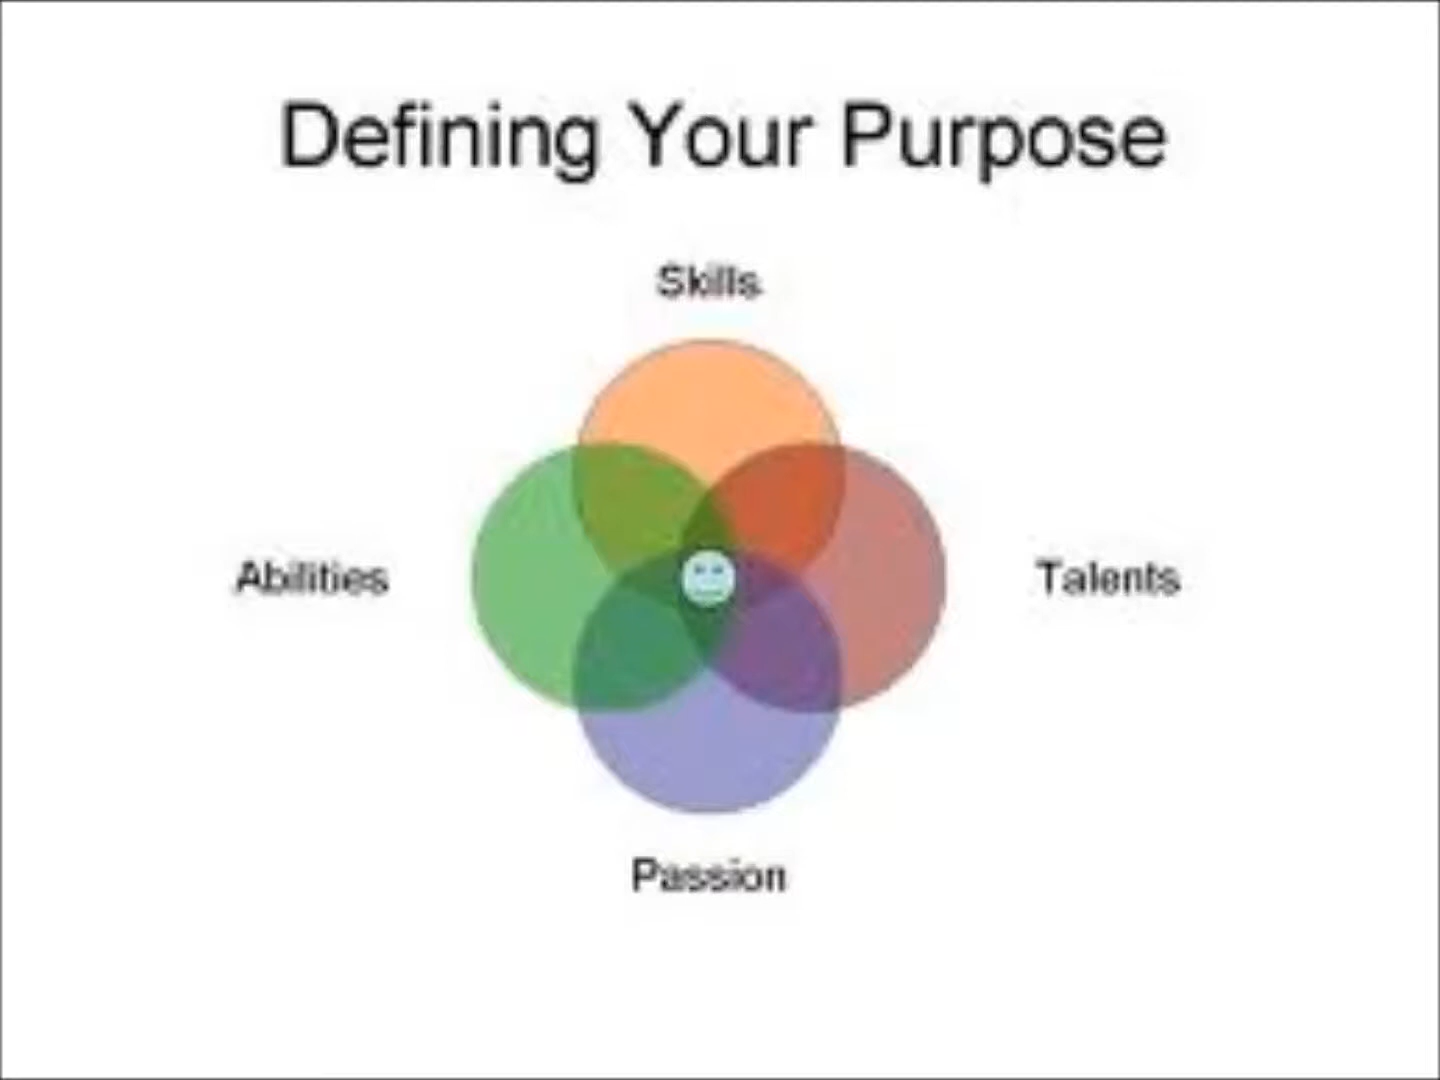 Defining Your Purpose
Skills
Abilities
Talents
Passion